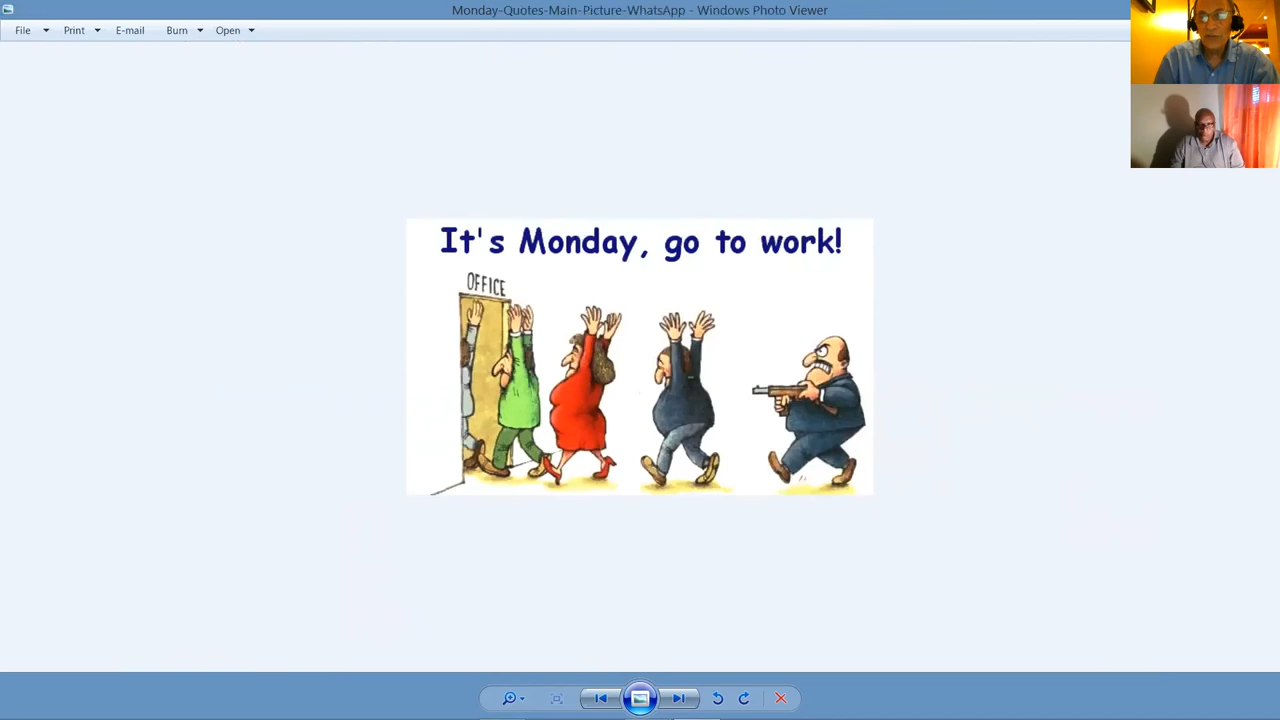 Monday-Quotes-Main-Picture-WhatsApp - Windows Photo Viewer
File Print E-mail Burn Open
It's Monday, go to work!
OFFICE